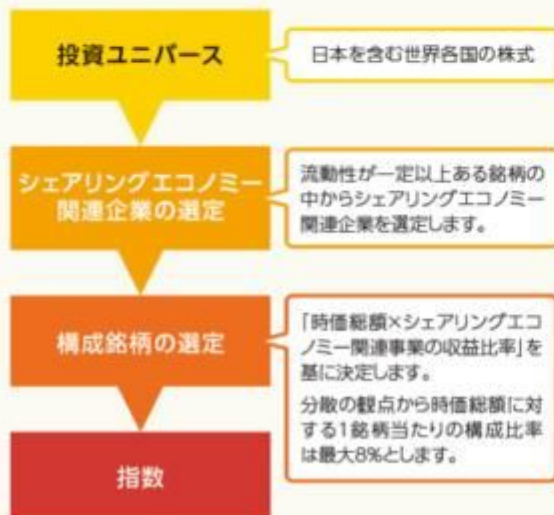 投資ユニバース
日本を含む世界各国の株式
シェアリングエコノミー
関連企業の選定
流動性が一定以上ある銘柄の
中からシェアリングエコノミー
関連企業を選定します。
構成銘柄の選定
「時価総額×シェアリングエコ
ノミー関連事業の収益比率」を
基に決定します。
分散の観点から時価総額に対
する1銘柄当たりの構成比率
は最大8%とします。
指数